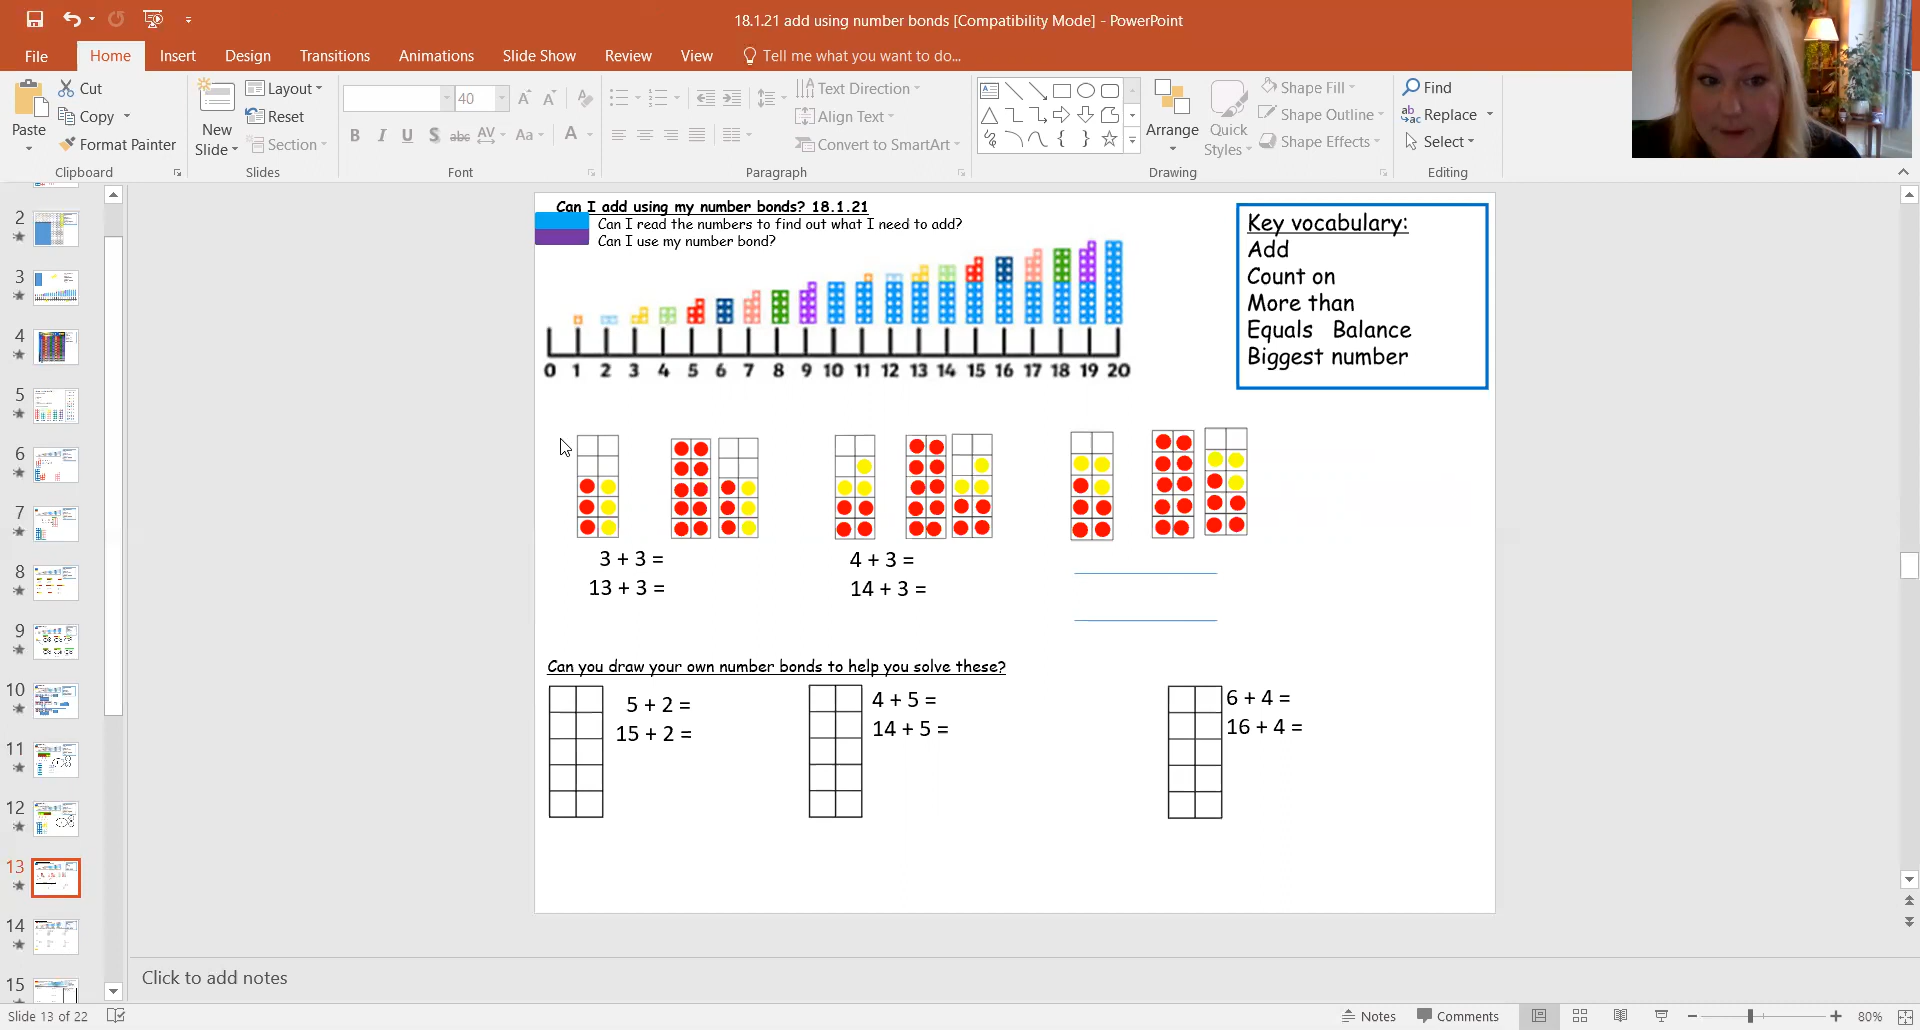 18.1.21 add using number bonds [Compatibility Mode] - PowerPoint
File Home Insert Design Transitions Animations Slide Show Review View Tell me what you want to do...
Paste
Cut
Copy
Format Painter
Clipboard
New Slide
Layout
Reset
Section
Slides
40
B I U S abc AV Aa A
Font
Text Direction
Align Text
Convert to SmartArt
Paragraph
Arrange
Quick Styles
Shape Fill
Shape Outline
Shape Effects
Drawing
Find
Replace
Select
Editing
2
3
4
5
6
7
8
9
10
11
12
13
14
15
Can I add using my number bonds? 18.1.21
Can I read the numbers to find out what I need to add?
Can I use my number bond?
0 1 2 3 4 5 6 7 8 9 10 11 12 13 14 15 16 17 18 19 20
Key vocabulary:
Add
Count on
More than
Equals Balance
Biggest number
3 + 3 =
13 + 3 =
4 + 3 =
14 + 3 =
Can you draw your own number bonds to help you solve these?
5 + 2 =
15 + 2 =
4 + 5 =
14 + 5 =
6 + 4 =
16 + 4 =
Click to add notes
Slide 13 of 22
Notes Comments 80%